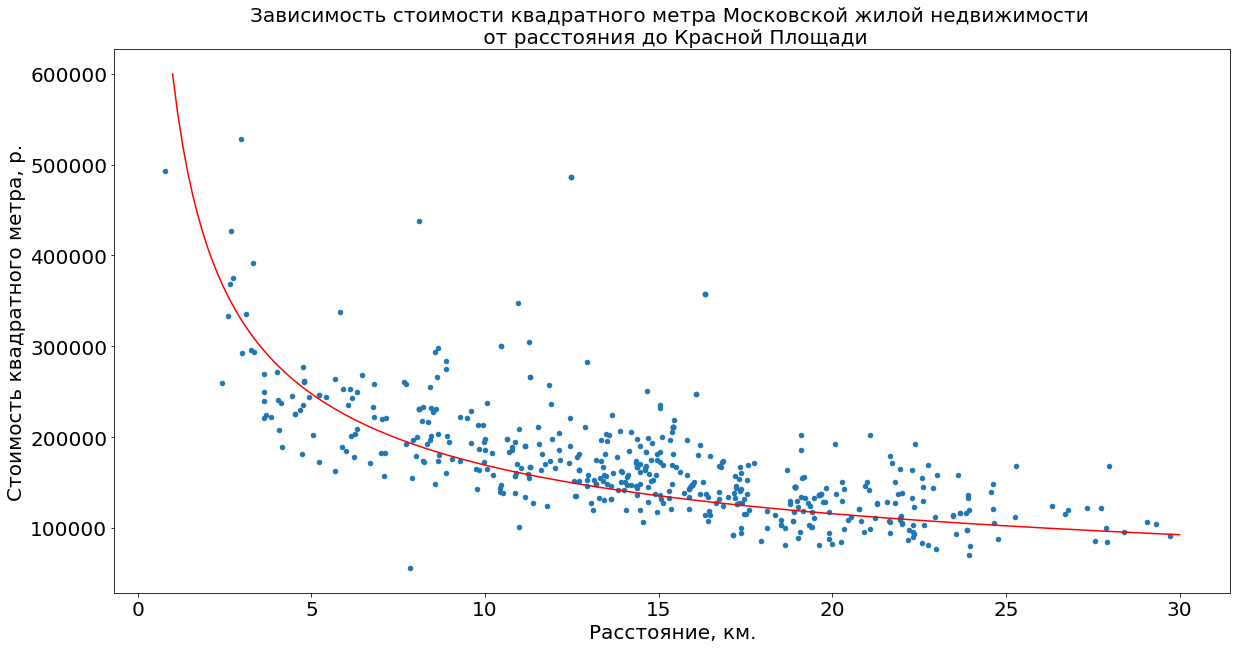 Зависимость стоимости квадратного метра Московской жилой недвижимости
от расстояния до Красной Площади
600000
500000
400000
300000
200000
100000
Стоимость квадратного метра, р.
0 5 10 15 20 25 30
Расстояние, км.